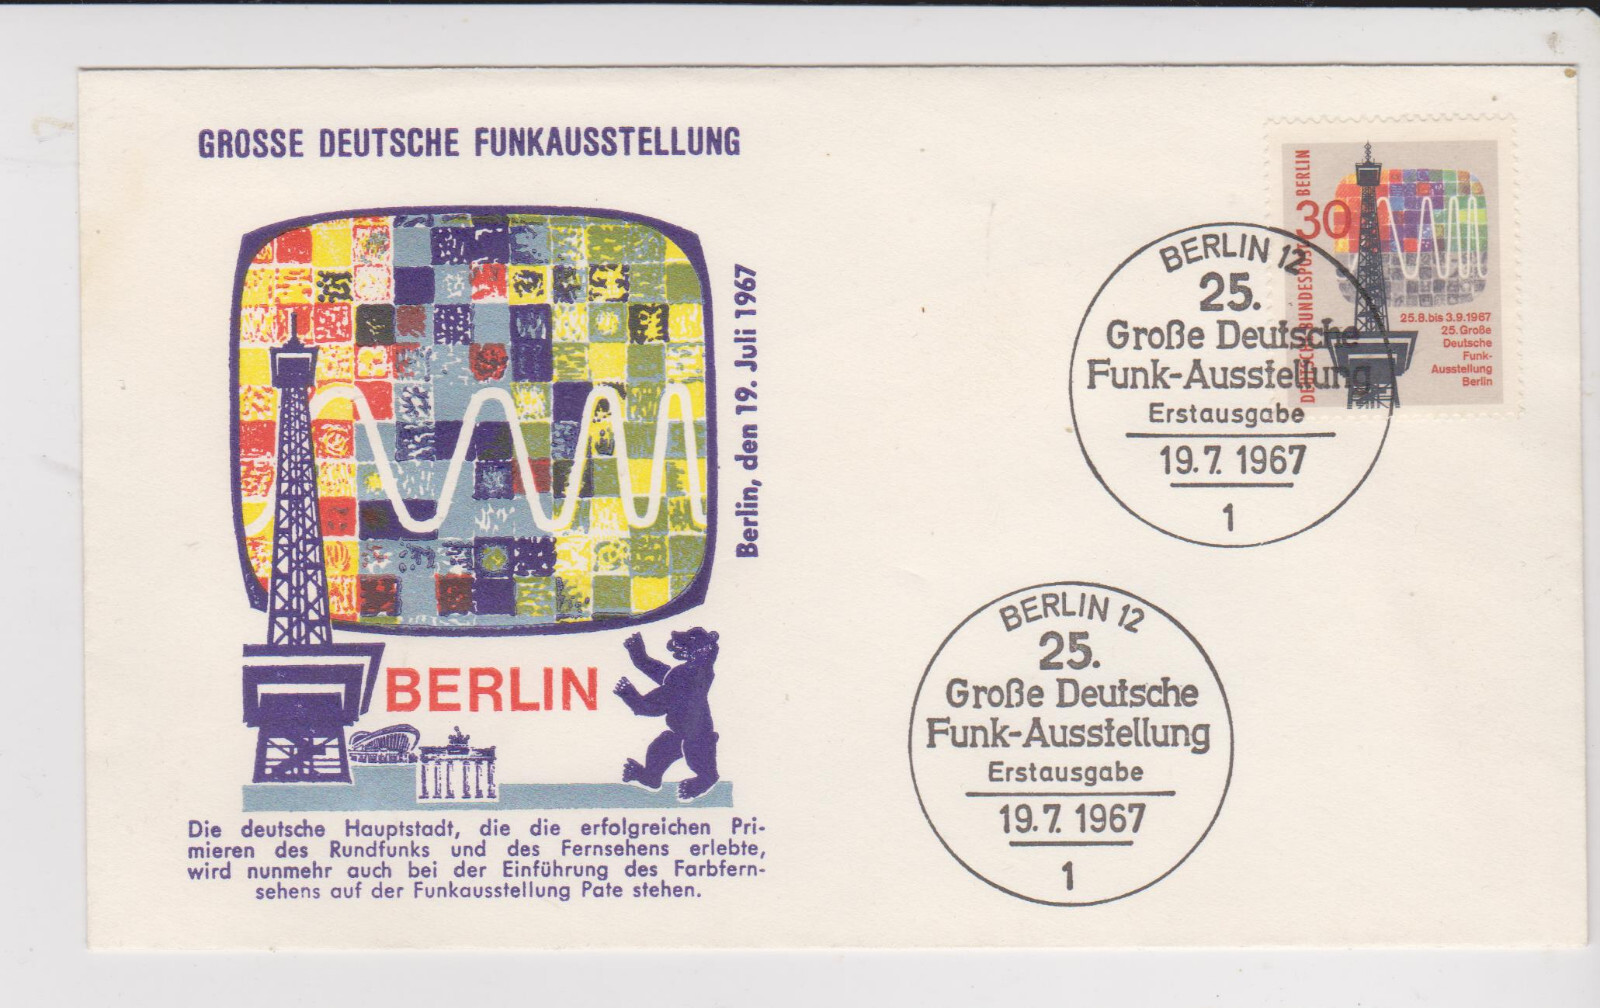 GROSSE DEUTSCHE FUNKAUSSTELLUNG
Berlin, den 19. Juli 1967
BERLIN
Die deutsche Hauptstadt, die die erfolgreichen Pri-
mieren des Rundfunks und des Fernsehens erlebte,
wird nunmehr auch bei der Einführung des Farbfern-
sehens auf der Funkausstellung Pate stehen.
DEUTSCHE BUNDESPOST BERLIN
30
25.8.bis 3.9.1967
25.Große
Deutsche
Funk-
Ausstellung
Berlin
BERLIN 12
25.
Große Deutsche
Funk-Ausstellung
Erstausgabe
19.7. 1967
1
BERLIN 12
25.
Große Deutsche
Funk-Ausstellung
Erstausgabe
19.7. 1967
1